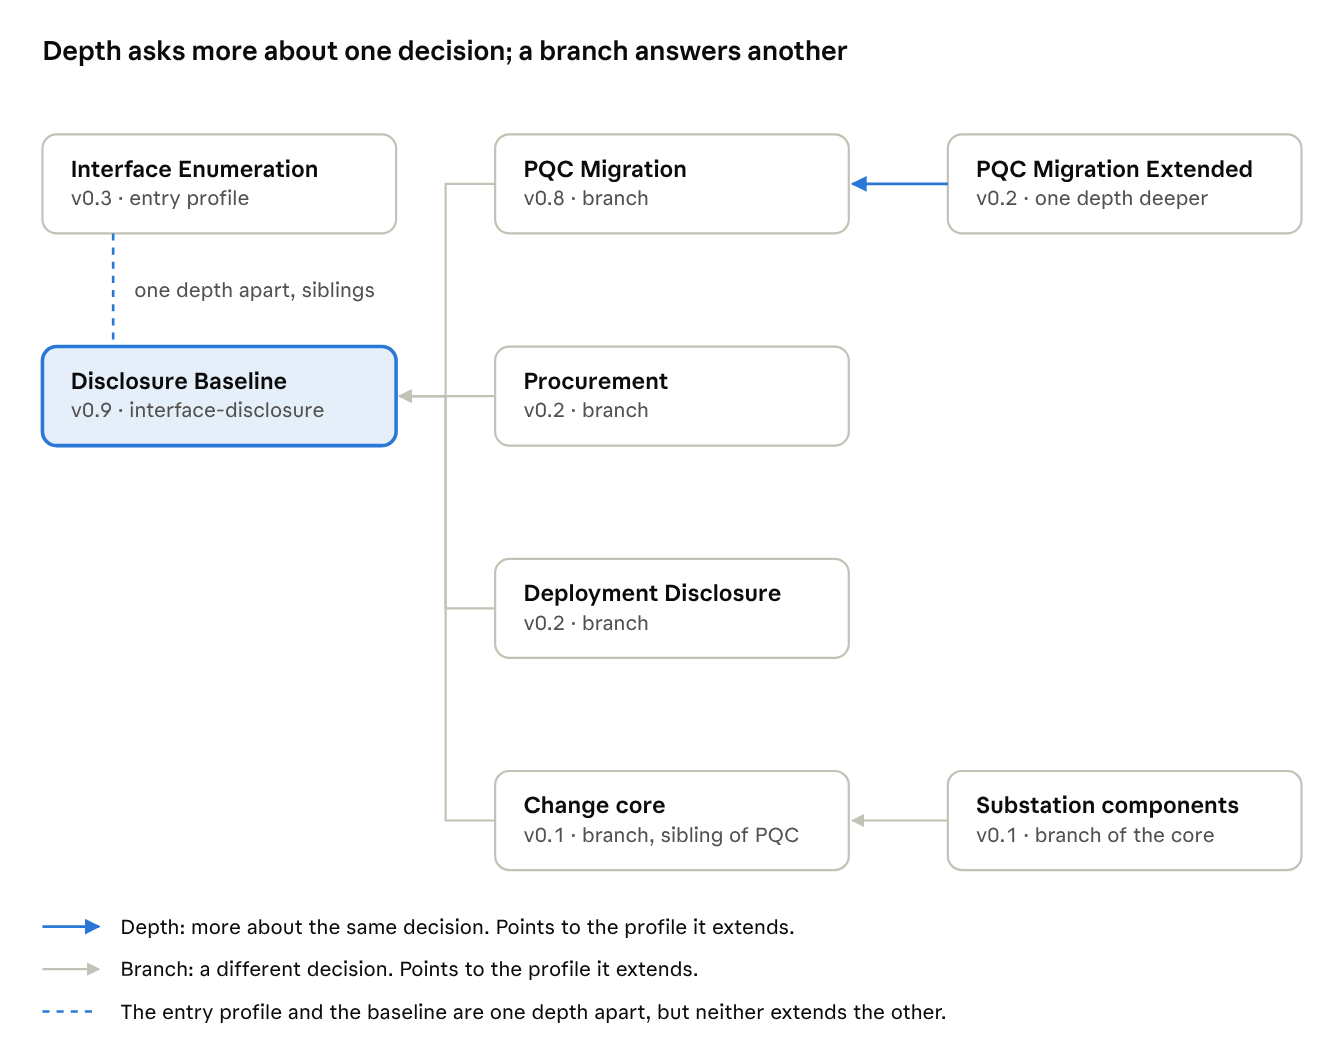 Depth asks more about one decision; a branch answers another
Interface Enumeration
v0.3 · entry profile
PQC Migration
v0.8 · branch
PQC Migration Extended
v0.2 · one depth deeper
one depth apart, siblings
Disclosure Baseline
v0.9 · interface-disclosure
Procurement
v0.2 · branch
Deployment Disclosure
v0.2 · branch
Change core
v0.1 · branch, sibling of PQC
Substation components
v0.1 · branch of the core
Depth: more about the same decision. Points to the profile it extends.
Branch: a different decision. Points to the profile it extends.
The entry profile and the baseline are one depth apart, but neither extends the other.